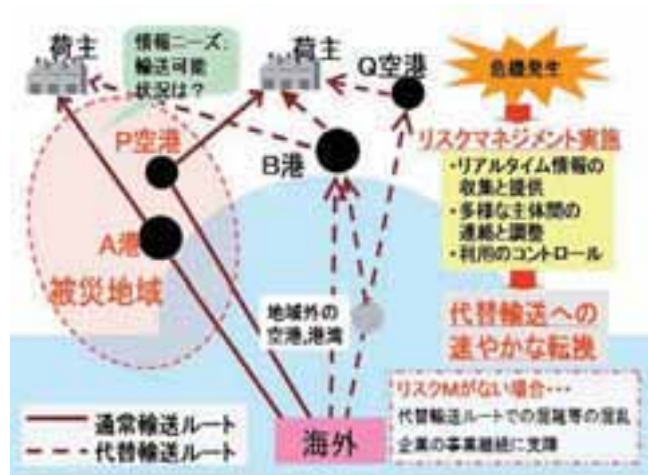 荷主
情報ニーズ:
輸送可能
状況は?
荷主
Q空港
危機発生
P空港
B港
リスクマネジメント実施
・リアルタイム情報の
収集と提供
・多様な主体間の
連絡と調整
・利用のコントロール
A港
被災地域
地域外の
空港,港湾
代替輸送への
速やかな転換
リスクMがない場合・・・
代替輸送ルートでの混雑等の混乱
企業の事業継続に支障
通常輸送ルート
代替輸送ルート
海外